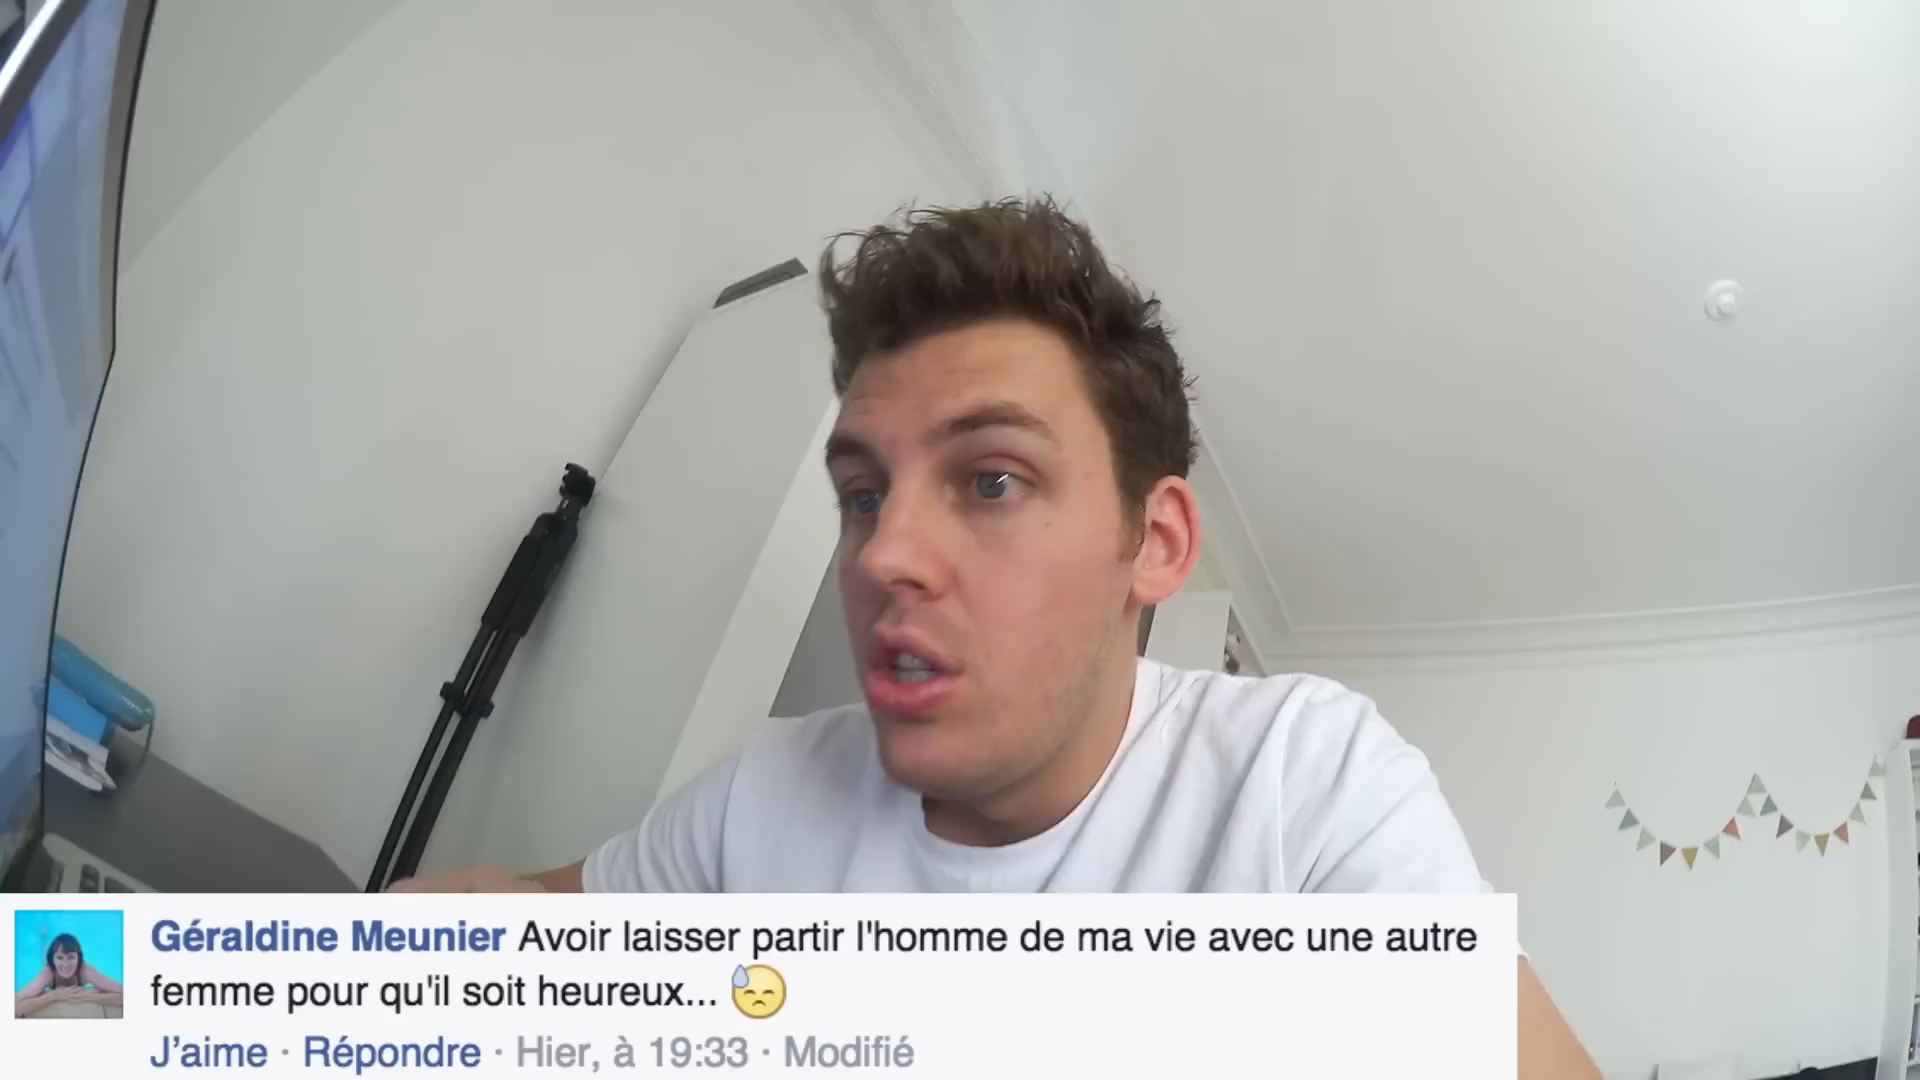 Géraldine Meunier Avoir laisser partir l'homme de ma vie avec une autre
femme pour qu'il soit heureux... 😓
J’aime · Répondre · Hier, à 19:33 · Modifié